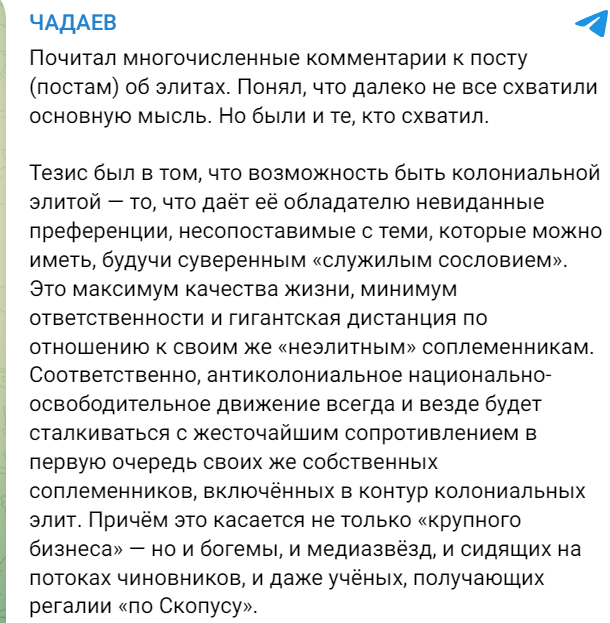 ЧАДАЕВ
Почитал многочисленные комментарии к посту
(постам) об элитах. Понял, что далеко не все схватили
основную мысль. Но были и те, кто схватил.
Тезис был в том, что возможность быть колониальной
элитой — то, что даёт её обладателю невиданные
преференции, несопоставимые с теми, которые можно
иметь, будучи суверенным «служилым сословием».
Это максимум качества жизни, минимум
ответственности и гигантская дистанция по
отношению к своим же «неэлитным» соплеменникам.
Соответственно, антиколониальное национально-
освободительное движение всегда и везде будет
сталкиваться с жесточайшим сопротивлением в
первую очередь своих же собственных
соплеменников, включённых в контур колониальных
элит. Причём это касается не только «крупного
бизнеса» — но и богемы, и медиазвёзд, и сидящих на
потоках чиновников, и даже учёных, получающих
регалии «по Скопусу».